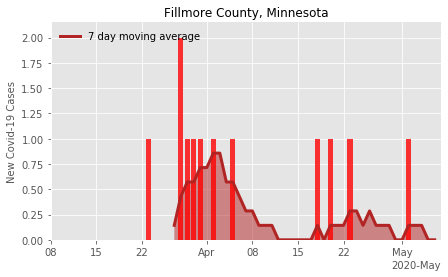 Fillmore County, Minnesota
7 day moving average
New Covid-19 Cases
2.00
1.75
1.50
1.25
1.00
0.75
0.50
0.25
0.00
08 15 22 Apr 08 15 22 May
2020-May